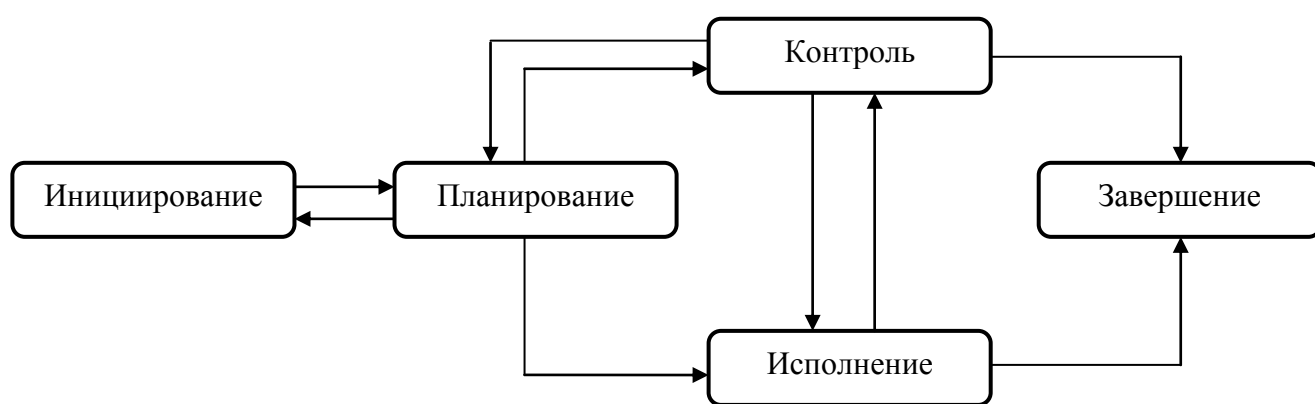 Контроль
Инициирование
Планирование
Завершение
Исполнение